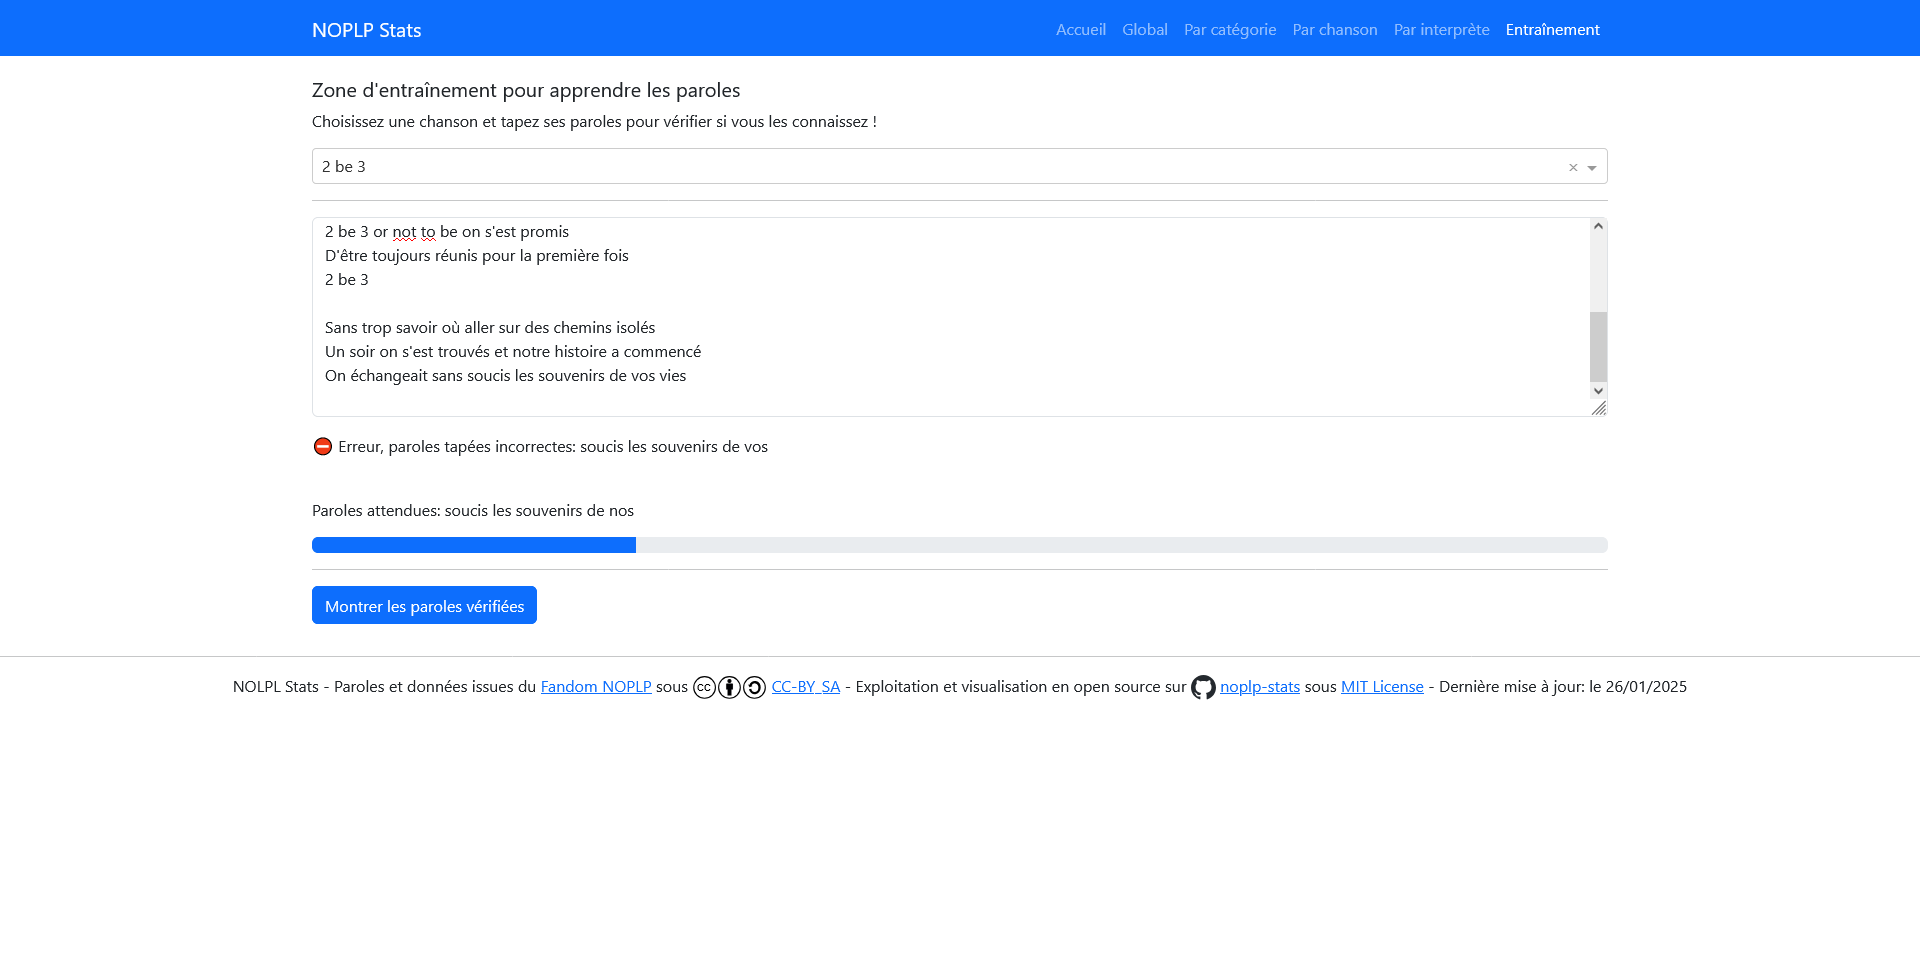 NOPLP Stats
Accueil Global Par catégorie Par chanson Par interprète Entraînement
Zone d'entraînement pour apprendre les paroles
Choisissez une chanson et tapez ses paroles pour vérifier si vous les connaissez !
2 be 3
2 be 3 or not to be on s'est promis
D'être toujours réunis pour la première fois
2 be 3
Sans trop savoir où aller sur des chemins isolés
Un soir on s'est trouvés et notre histoire a commencé
On échangeait sans soucis les souvenirs de vos vies
Erreur, paroles tapées incorrectes: soucis les souvenirs de vos
Paroles attendues: soucis les souvenirs de nos
Montrer les paroles vérifiées
NOLPL Stats - Paroles et données issues du Fandom NOPLP sous CC-BY_SA - Exploitation et visualisation en open source sur noplp-stats sous MIT License - Dernière mise à jour: le 26/01/2025